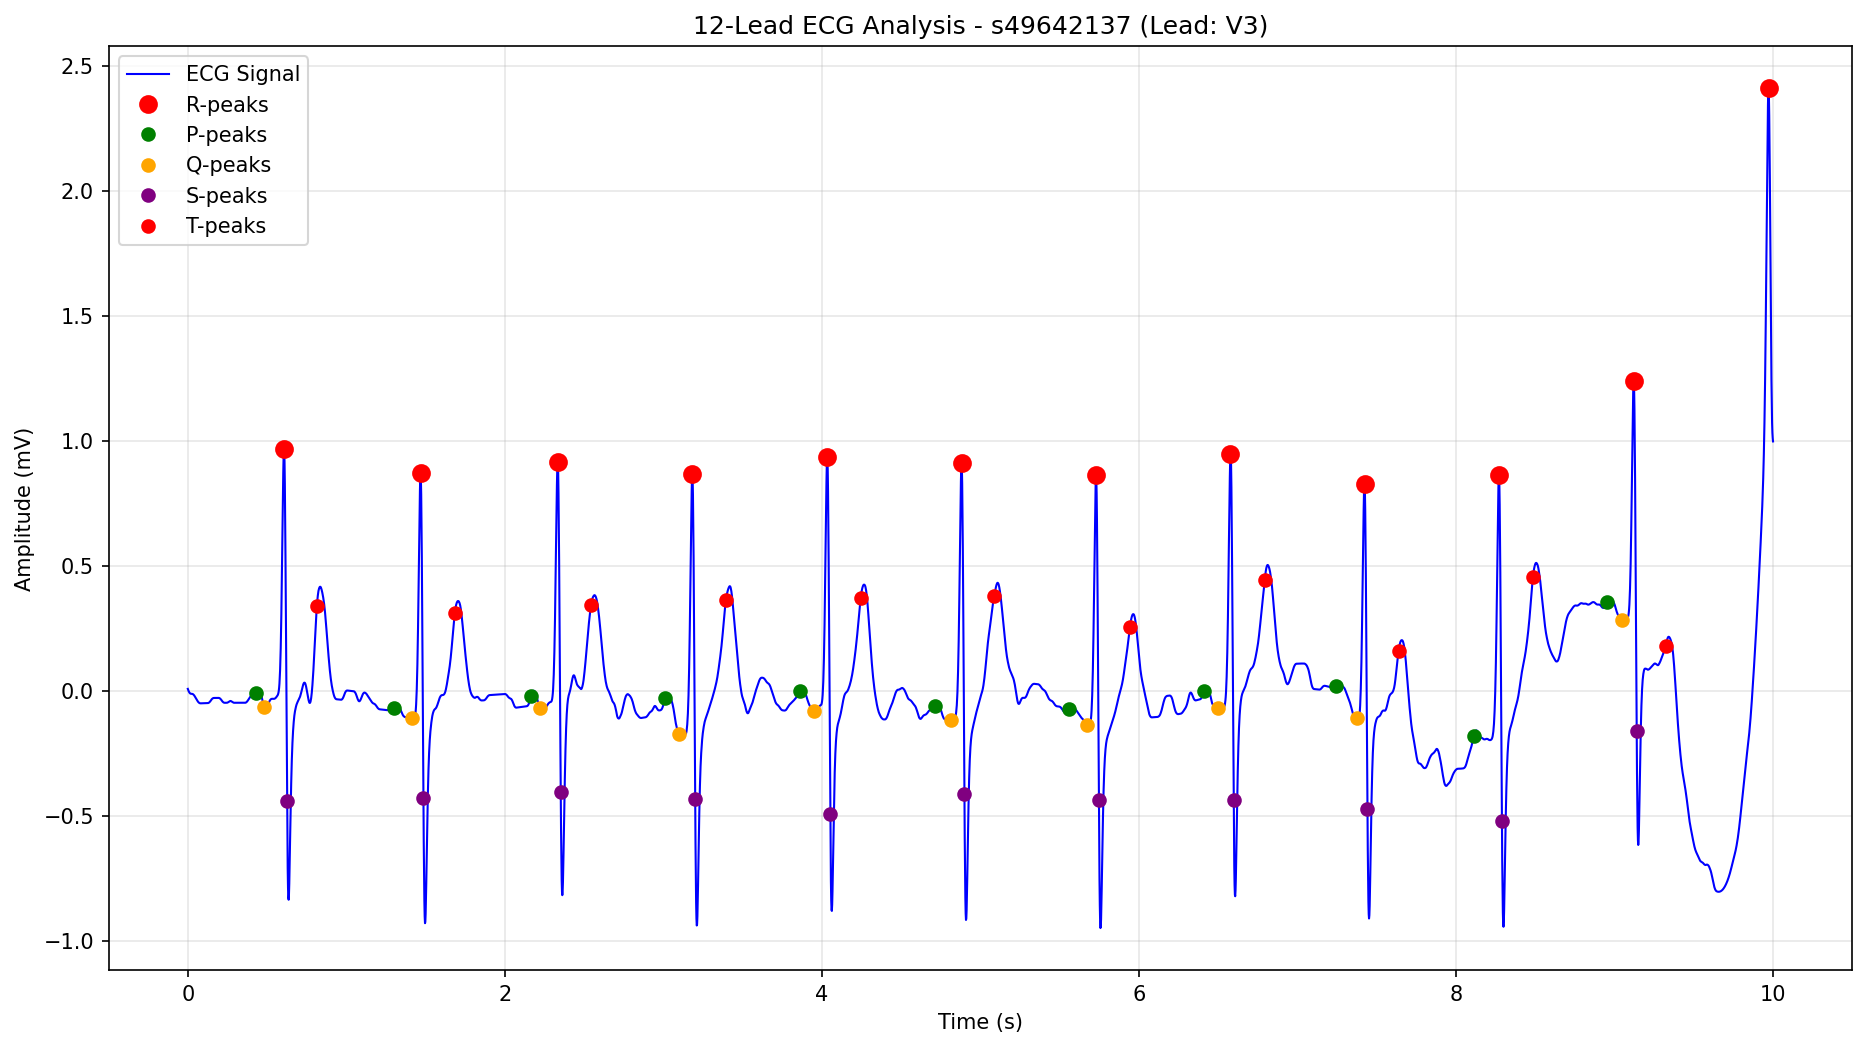 12-Lead ECG Analysis - s49642137 (Lead: V3)
ECG Signal
R-peaks
P-peaks
Q-peaks
S-peaks
T-peaks
Amplitude (mV)
2.5
2.0
1.5
1.0
0.5
0.0
−0.5
−1.0
0 2 4 6 8 10
Time (s)